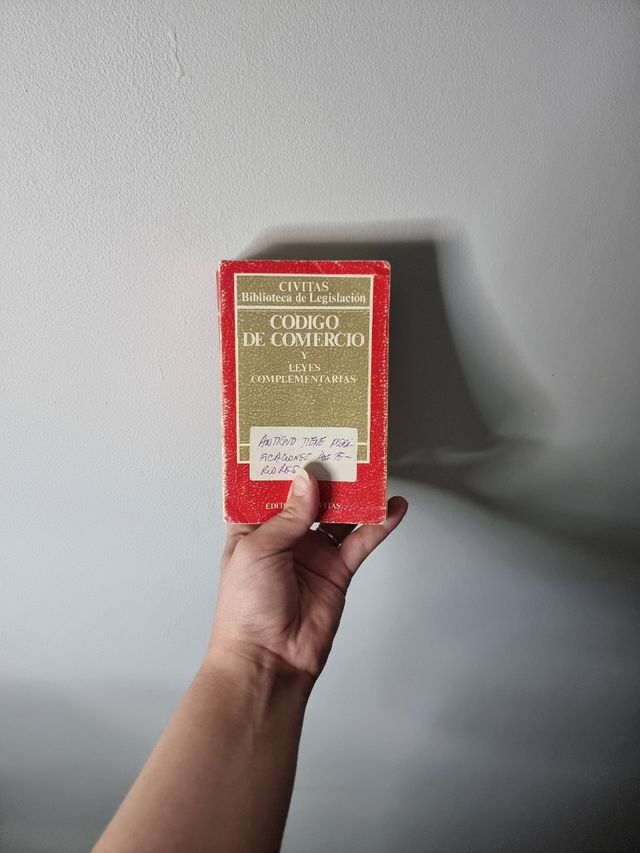 CIVITAS
Biblioteca de Legislación
CODIGO
DE COMERCIO
Y
LEYES
COMPLEMENTARIAS
ANTIGUO TIENE MODI-
FICACIONES POSTE-
RIORES